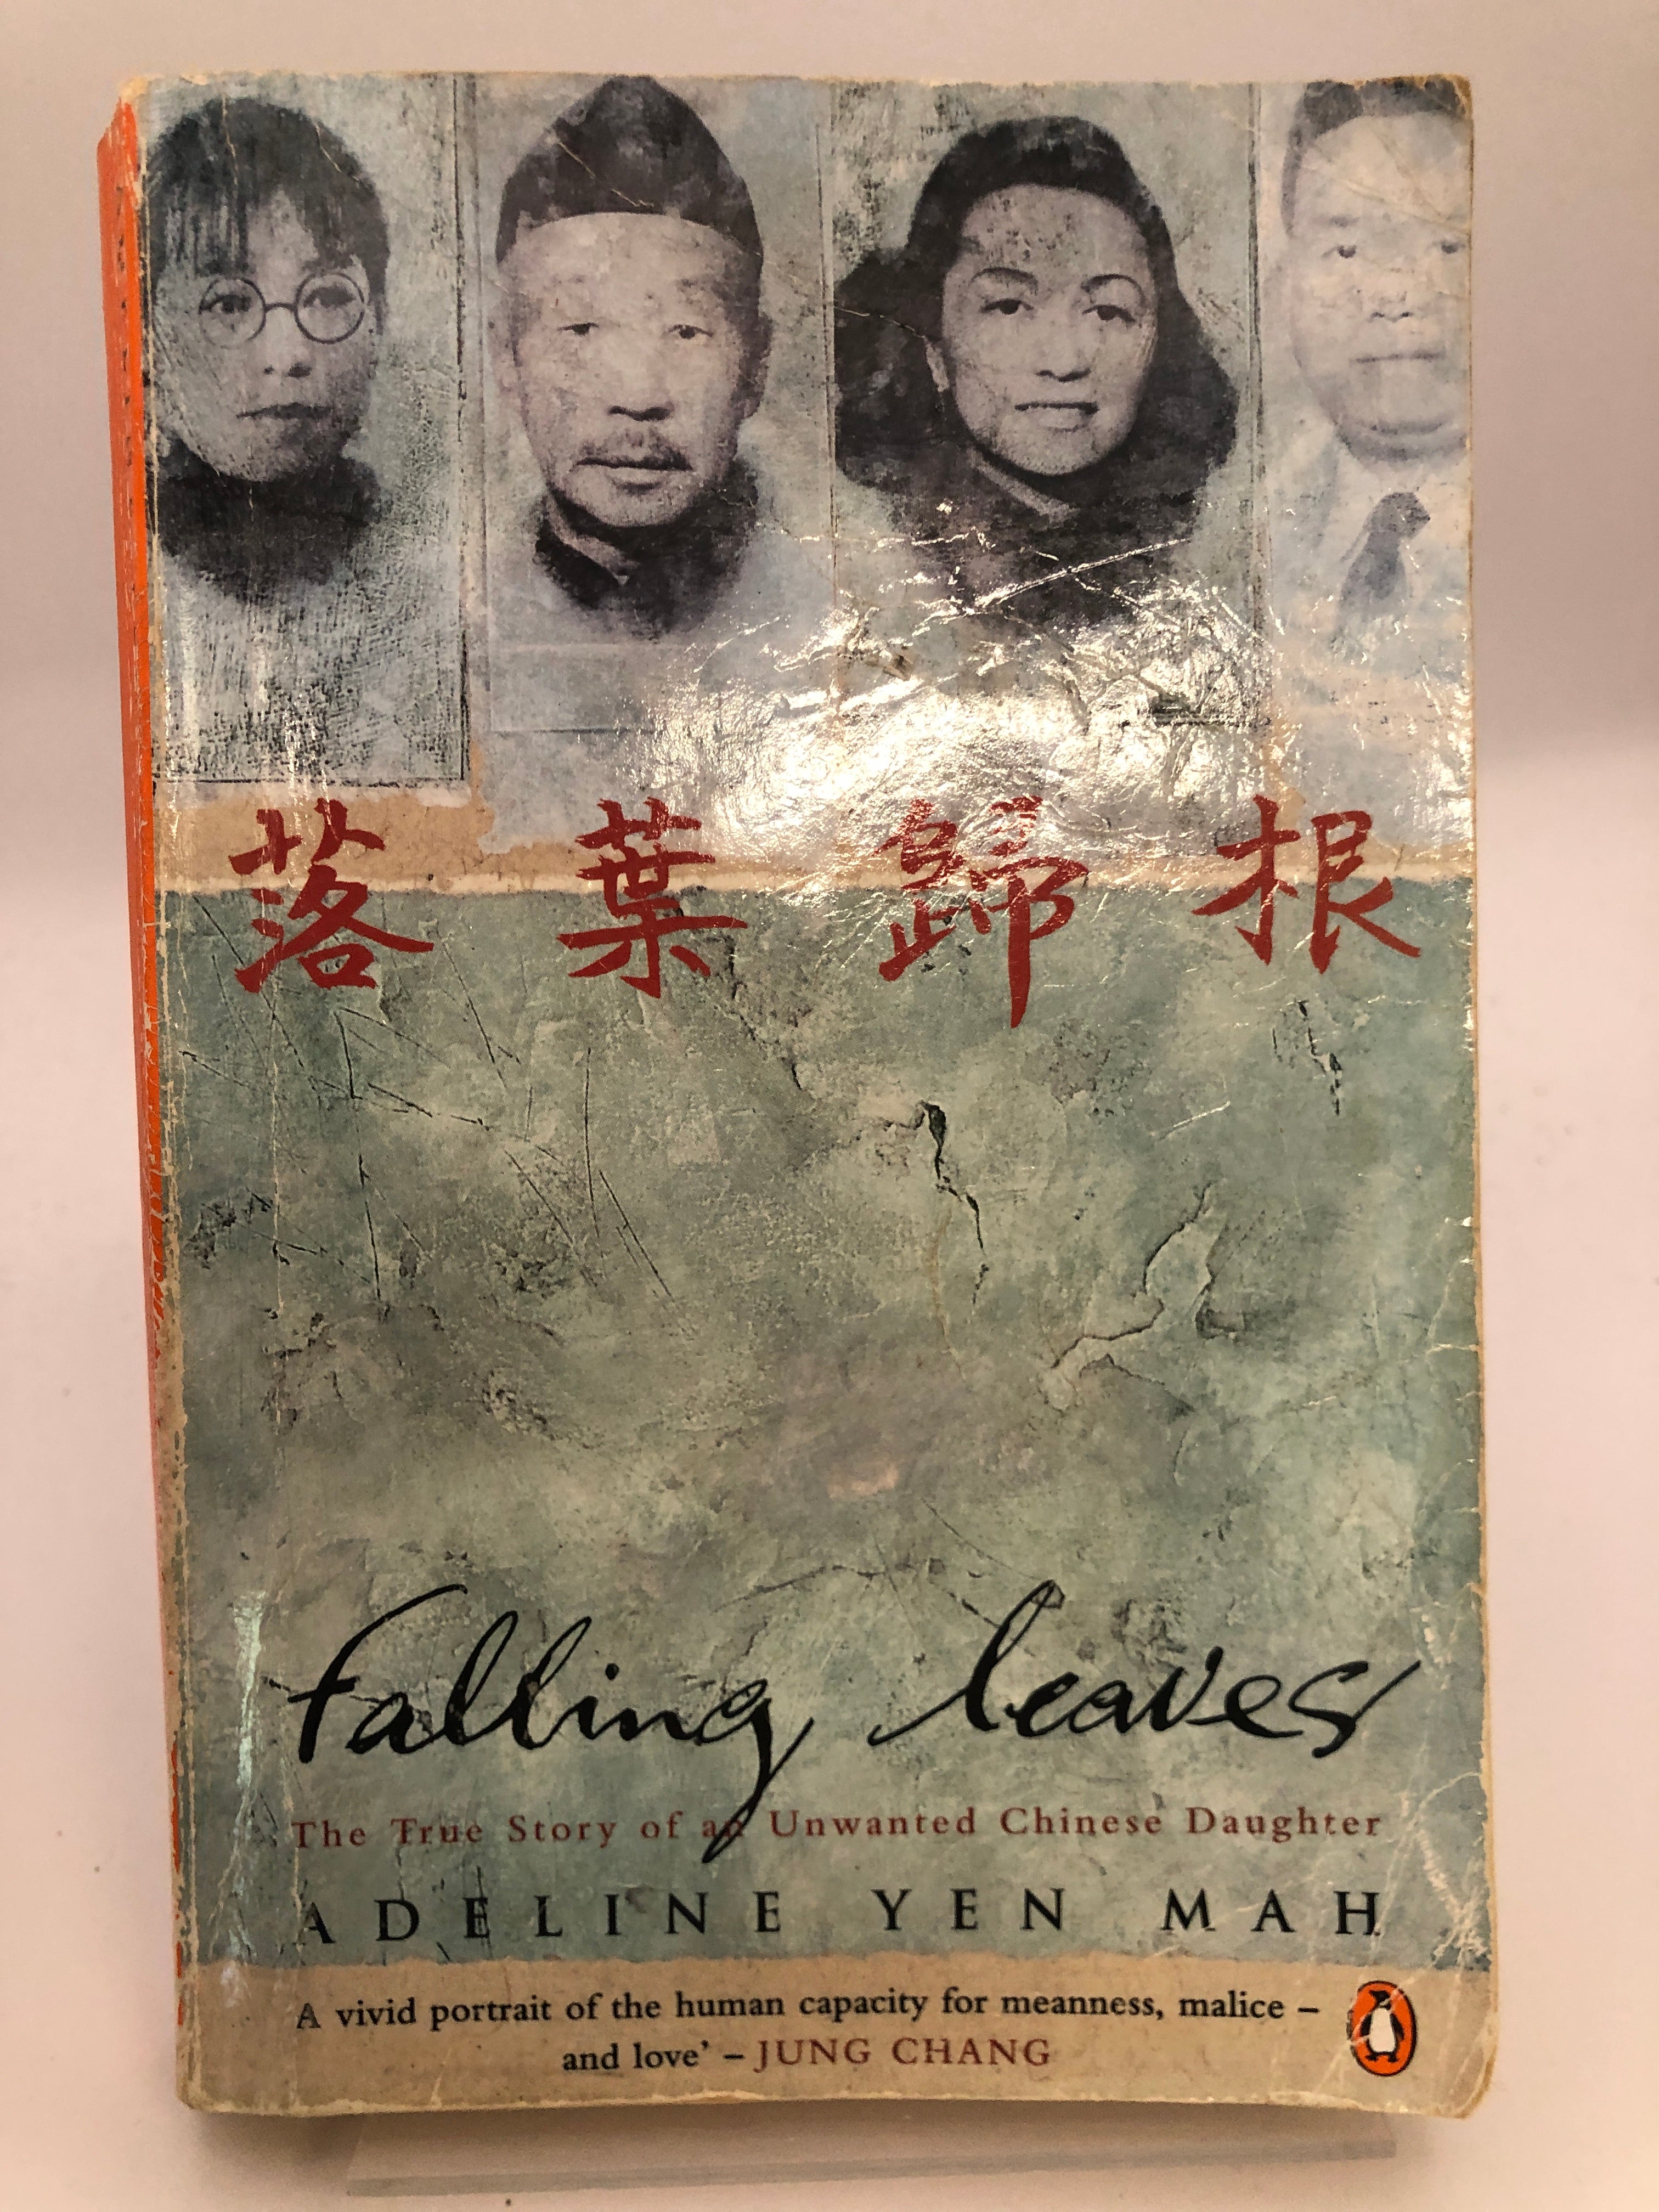 落葉歸根
Falling leaves
The True Story of an Unwanted Chinese Daughter
ADELINE YEN MAH
A vivid portrait of the human capacity for meanness, malice –
and love’ – JUNG CHANG